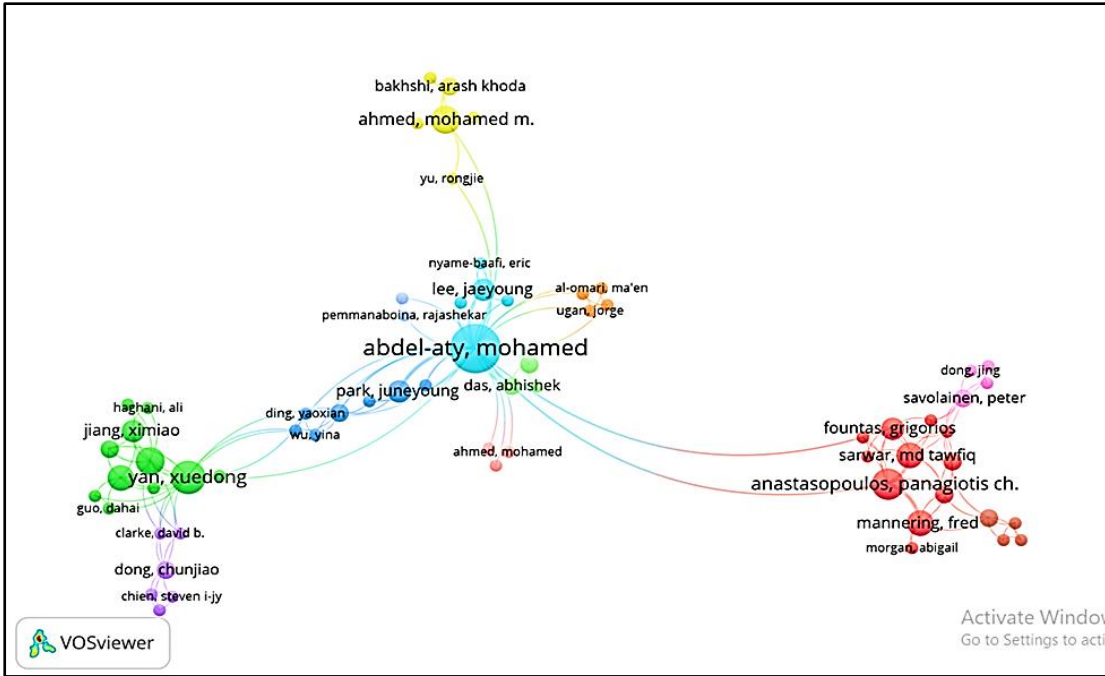 bakhshl, arash khoda
ahmed, mohamed m.
yu, rongjie
nyame-baafi, eric
lee, jaeyoung
al-omari, ma'en
ugan, jorge
pemmanaboina, rajashekar
abdel-aty, mohamed
das, abhishek
park, juneyoung
ding, yaoxian
wu, yina
ahmed, mohamed
haghani, ali
jiang, ximiao
yan, xuedong
guo, dahai
clarke, david b.
dong, chunjiao
chien, steven i-jy
dong, jing
savolainen, peter
fountas, grigorios
sarwar, md tawfiq
anastasopoulos, panagiotis ch.
mannering, fred
morgan, abigail
VOSviewer
Activate Window
Go to Settings to acti